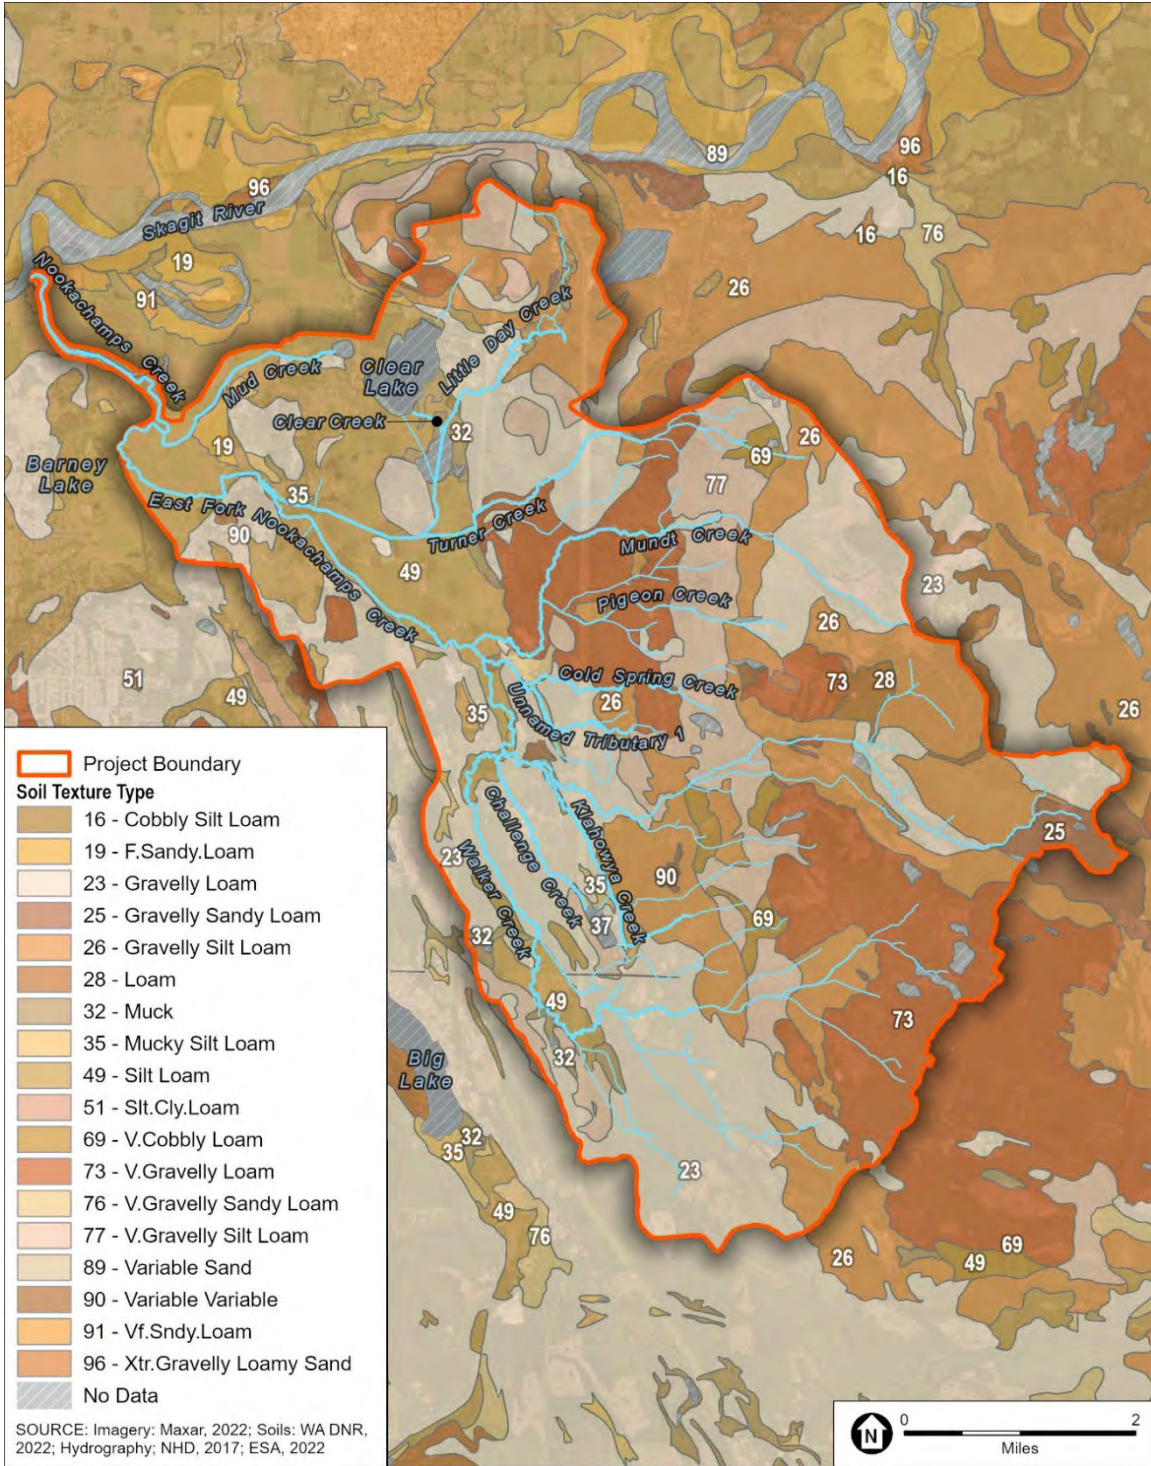 89
96
16
96
Skagit River
16
76
19
Nookachamps Creek
91
26
Little Day Creek
Clear
Lake
Mud Creek
Clear Creek
32
26
19
69
Barney
Lake
77
35
East Fork Nookachamps Creek
90
Turner Creek
Mundt Creek
49
23
Pigeon Creek
26
51
Cold Spring Creek
73
28
49
35
26
26
Unnamed Tributary 1
Klahowya Creek
Challenge Creek
25
Walker Creek
23
35
90
37
69
32
49
73
32
Big
Lake
32
35
23
49
76
69
26
49
Project Boundary
Soil Texture Type
16 - Cobbly Silt Loam
19 - F.Sandy.Loam
23 - Gravelly Loam
25 - Gravelly Sandy Loam
26 - Gravelly Silt Loam
28 - Loam
32 - Muck
35 - Mucky Silt Loam
49 - Silt Loam
51 - Slt.Cly.Loam
69 - V.Cobbly Loam
73 - V.Gravelly Loam
76 - V.Gravelly Sandy Loam
77 - V.Gravelly Silt Loam
89 - Variable Sand
90 - Variable Variable
91 - Vf.Sndy.Loam
96 - Xtr.Gravelly Loamy Sand
No Data
SOURCE: Imagery: Maxar, 2022; Soils: WA DNR,
2022; Hydrography; NHD, 2017; ESA, 2022
N
0 2
Miles